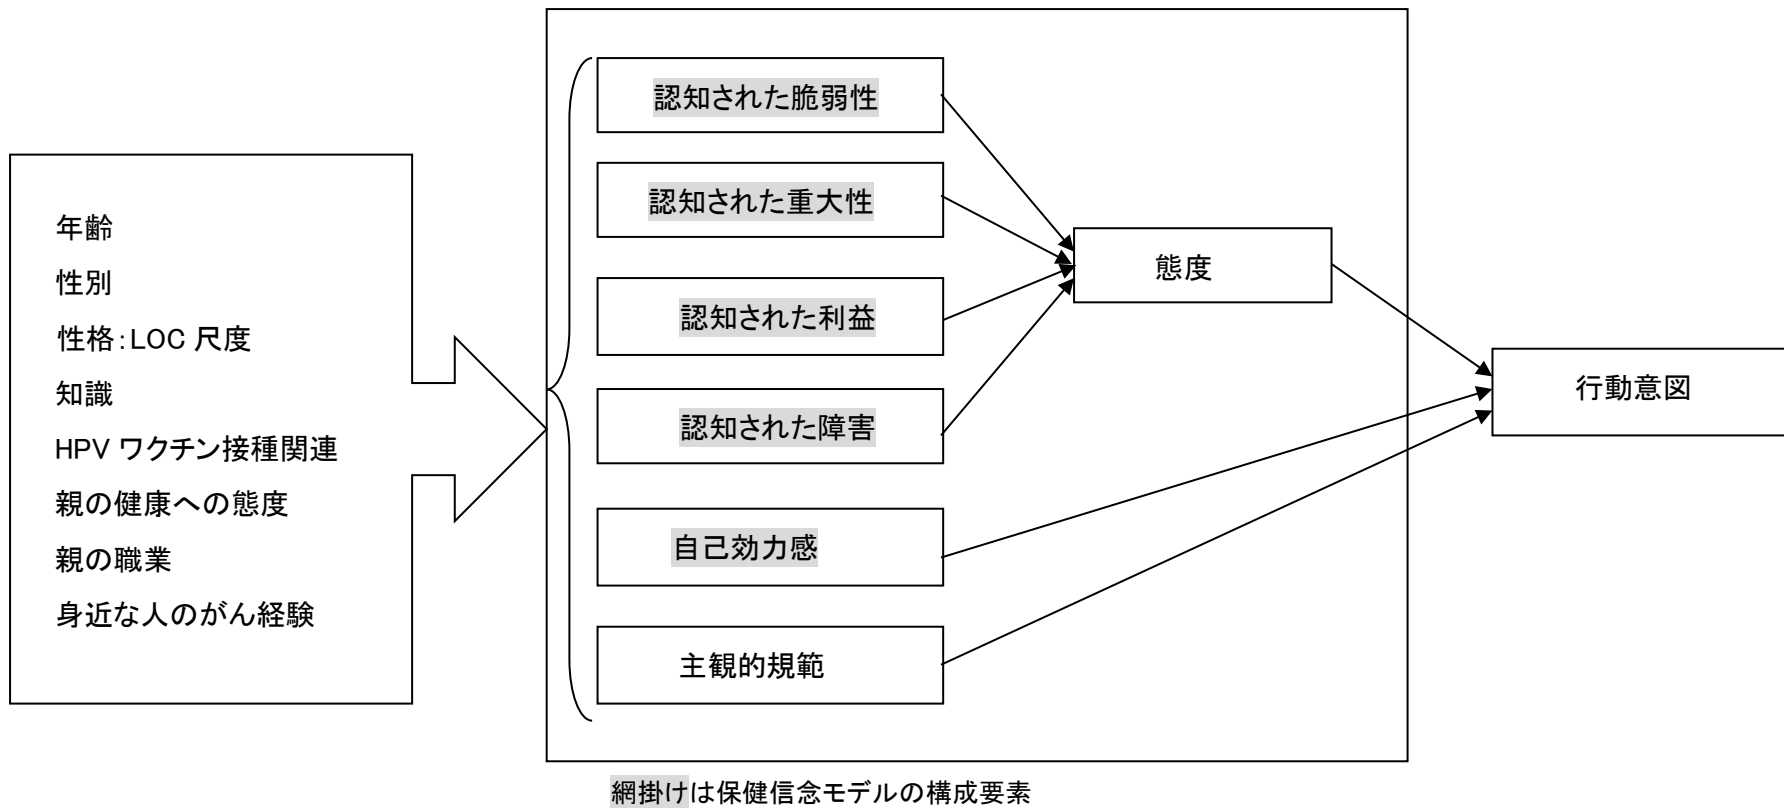 年齢
性別
性格：LOC 尺度
知識
HPV ワクチン接種関連
親の健康への態度
親の職業
身近な人のがん経験
認知された脆弱性
認知された重大性
認知された利益
認知された障害
自己効力感
主観的規範
態度
行動意図
網掛けは保健信念モデルの構成要素